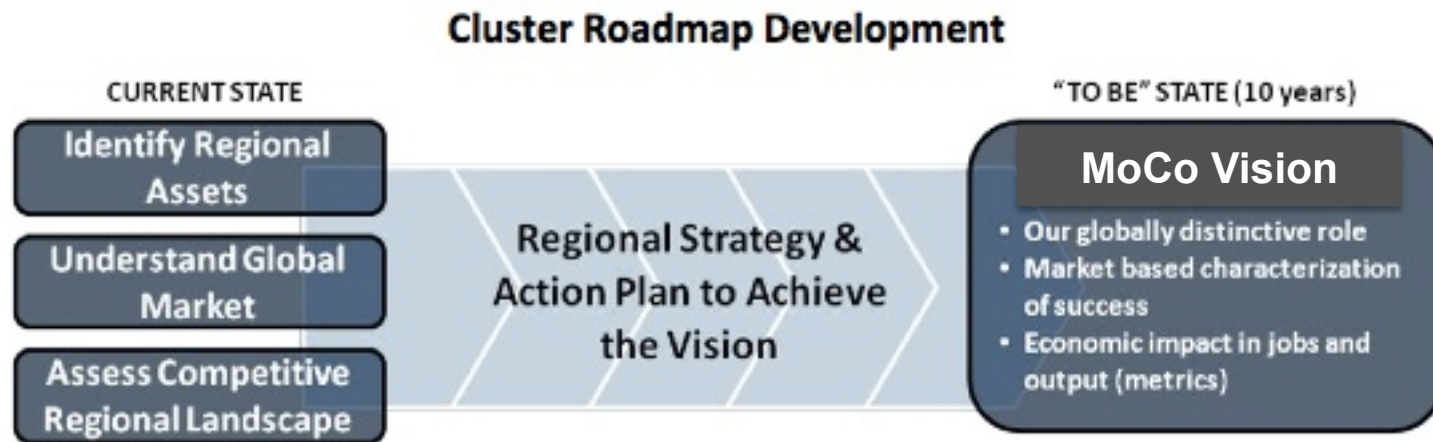 Cluster Roadmap Development
CURRENT STATE
Identify Regional
Assets
Understand Global
Market
Assess Competitive
Regional Landscape
Regional Strategy &
Action Plan to Achieve
the Vision
"TO BE" STATE (10 years)
MoCo Vision
• Our globally distinctive role
• Market based characterization
of success
• Economic impact in jobs and
output (metrics)